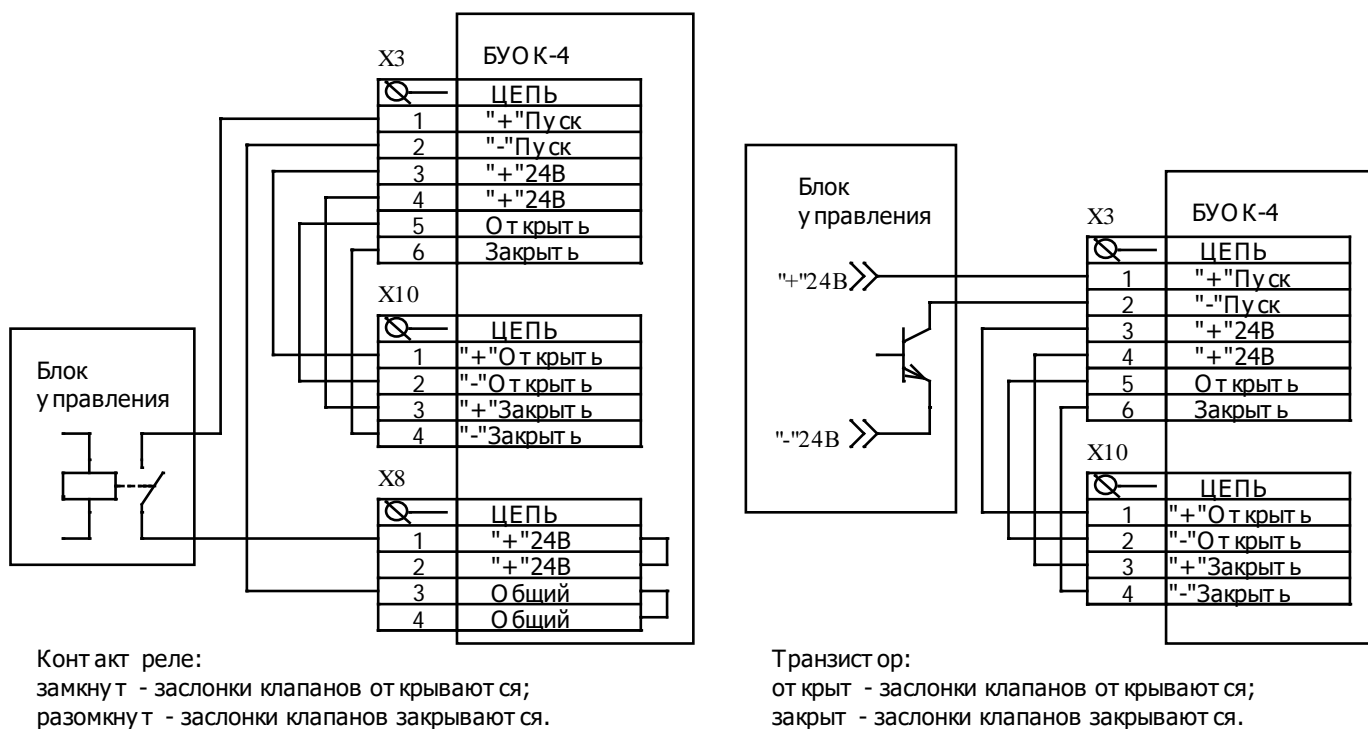 БУОК-4
X3
ЦЕПЬ
1 "+"Пуск
2 "-"Пуск
3 "+"24В
4 "+"24В
5 Открыть
6 Закрыть
X10
ЦЕПЬ
1 "+"Открыть
2 "-"Открыть
3 "+"Закрыть
4 "-"Закрыть
X8
ЦЕПЬ
1 "+"24В
2 "+"24В
3 Общий
4 Общий
Блок
управления
Контакт реле:
замкнут - заслонки клапанов открываются;
разомкнут - заслонки клапанов закрываются.
Блок
управления
"+"24В
"-"24В
БУОК-4
X3
ЦЕПЬ
1 "+"Пуск
2 "-"Пуск
3 "+"24В
4 "+"24В
5 Открыть
6 Закрыть
X10
ЦЕПЬ
1 "+"Открыть
2 "-"Открыть
3 "+"Закрыть
4 "-"Закрыть
Транзистор:
открыт - заслонки клапанов открываются;
закрыт - заслонки клапанов закрываются.